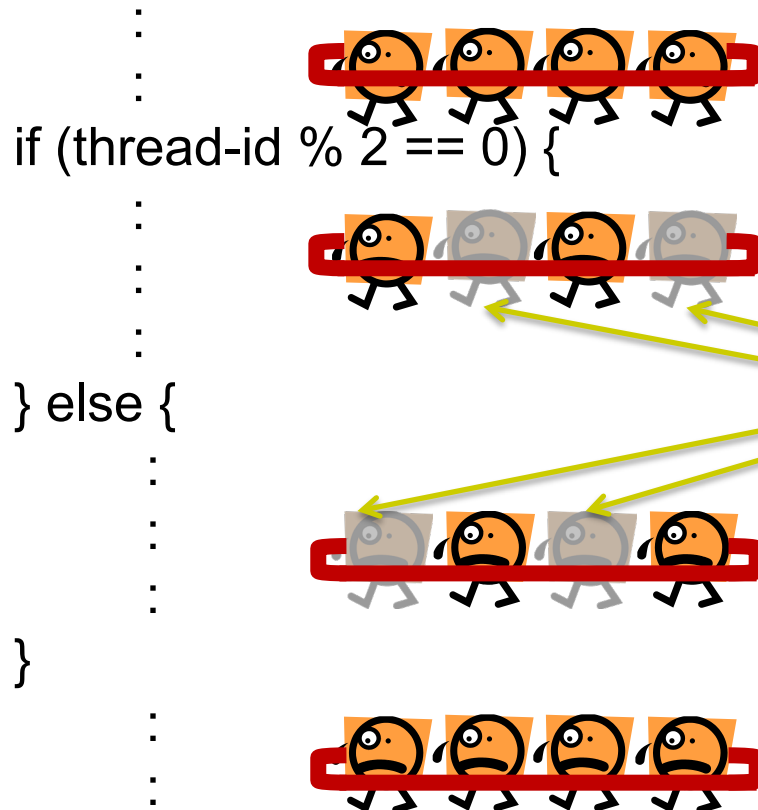 if (thread-id % 2 == 0) {
} else {
}